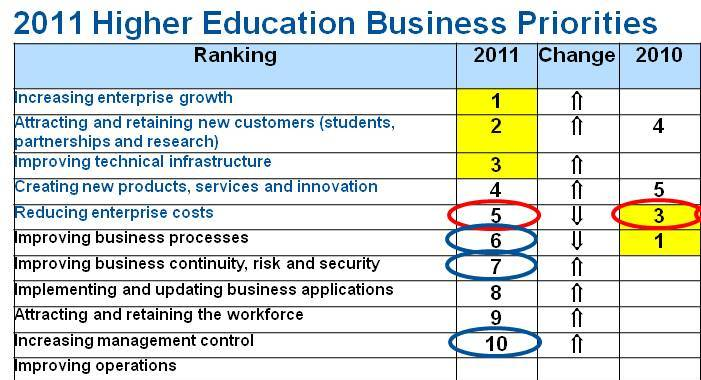 2011 Higher Education Business Priorities
Ranking 2011 Change 2010
Increasing enterprise growth 1 ⇑
Attracting and retaining new customers (students,
partnerships and research) 2 ⇑ 4
Improving technical infrastructure 3 ⇑
Creating new products, services and innovation 4 ⇑ 5
Reducing enterprise costs 5 ⇓ 3
Improving business processes 6 ⇓ 1
Improving business continuity, risk and security 7 ⇑
Implementing and updating business applications 8 ⇑
Attracting and retaining the workforce 9 ⇑
Increasing management control 10 ⇑
Improving operations